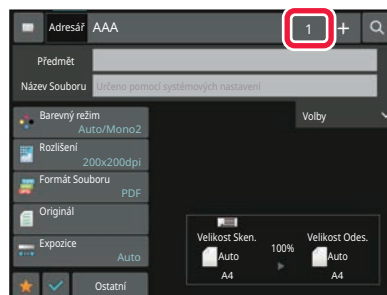 Adresář AAA 1 +
Předmět
Název Souboru Určeno pomocí systémových nastavení
Barevný režim
Auto/Mono2
Volby
Rozlišení
200x200dpi
Formát Souboru
PDF
Originál
Expozice
Auto
Velikost Sken.
100%
Velikost Odes.
Auto
Auto
A4
A4
Ostatní